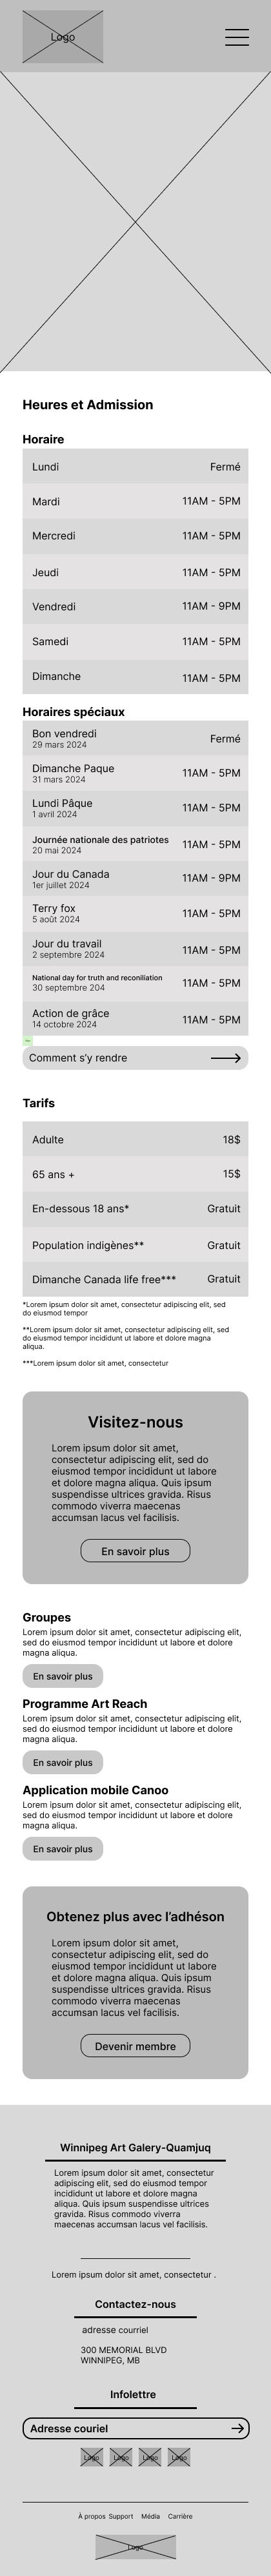 Logo
Heures et Admission
Horaire
Lundi Fermé
Mardi 11AM - 5PM
Mercredi 11AM - 5PM
Jeudi 11AM - 5PM
Vendredi 11AM - 9PM
Samedi 11AM - 5PM
Dimanche 11AM - 5PM
Horaires spéciaux
Bon vendredi Fermé
29 mars 2024
Dimanche Paque 11AM - 5PM
31 mars 2024
Lundi Pâque 11AM - 5PM
1 avril 2024
Journée nationale des patriotes 11AM - 5PM
20 mai 2024
Jour du Canada 11AM - 9PM
1er juillet 2024
Terry fox 11AM - 5PM
5 août 2024
Jour du travail 11AM - 5PM
2 septembre 2024
National day for truth and reconiliation 11AM - 5PM
30 septembre 204
Action de grâce 11AM - 5PM
14 octobre 2024
Comment s'y rendre
Tarifs
Adulte 18$
65 ans + 15$
En-dessous 18 ans* Gratuit
Population indigènes** Gratuit
Dimanche Canada life free*** Gratuit
*Lorem ipsum dolor sit amet, consectetur adipiscing elit, sed
do eiusmod tempor
**Lorem ipsum dolor sit amet, consectetur adipiscing elit, sed
do eiusmod tempor incididunt ut labore et dolore magna
aliqua.
***Lorem ipsum dolor sit amet, consectetur
Visitez-nous
Lorem ipsum dolor sit amet,
consectetur adipiscing elit, sed do
eiusmod tempor incididunt ut labore
et dolore magna aliqua. Quis ipsum
suspendisse ultrices gravida. Risus
commodo viverra maecenas
accumsan lacus vel facilisis.
En savoir plus
Groupes
Lorem ipsum dolor sit amet, consectetur adipiscing elit,
sed do eiusmod tempor incididunt ut labore et dolore
magna aliqua.
En savoir plus
Programme Art Reach
Lorem ipsum dolor sit amet, consectetur adipiscing elit,
sed do eiusmod tempor incididunt ut labore et dolore
magna aliqua.
En savoir plus
Application mobile Canoo
Lorem ipsum dolor sit amet, consectetur adipiscing elit,
sed do eiusmod tempor incididunt ut labore et dolore
magna aliqua.
En savoir plus
Obtenez plus avec l'adhéson
Lorem ipsum dolor sit amet,
consectetur adipiscing elit, sed do
eiusmod tempor incididunt ut labore
et dolore magna aliqua. Quis ipsum
suspendisse ultrices gravida. Risus
commodo viverra maecenas
accumsan lacus vel facilisis.
Devenir membre
Winnipeg Art Galery-Quamjuq
Lorem ipsum dolor sit amet, consectetur
adipiscing elit, sed do eiusmod tempor
incididunt ut labore et dolore magna
aliqua. Quis ipsum suspendisse ultrices
gravida. Risus commodo viverra
maecenas accumsan lacus vel facilisis.
Lorem ipsum dolor sit amet, consectetur .
Contactez-nous
adresse courriel
300 MEMORIAL BLVD
WINNIPEG, MB
Infolettre
Adresse couriel
Logo Logo Logo Logo
À propos Support Média Carrière
Logo